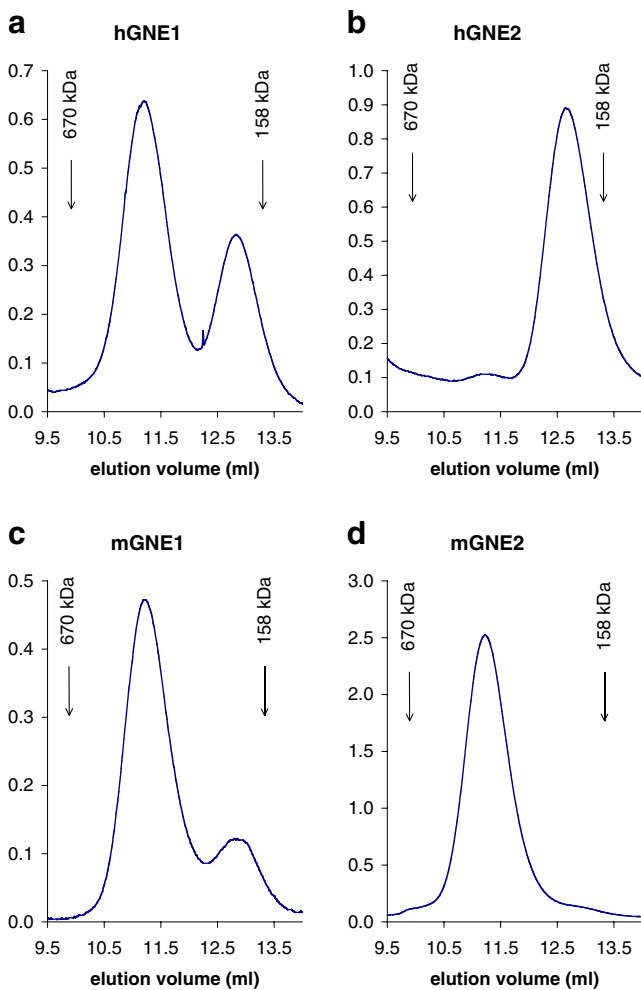 a
hGNE1
0.7
0.6
0.5
0.4
0.3
0.2
0.1
0.0
670 kDa
158 kDa
9.5 10.5 11.5 12.5 13.5
elution volume (ml)
b
hGNE2
1.0
0.9
0.8
0.7
0.6
0.5
0.4
0.3
0.2
0.1
0.0
670 kDa
158 kDa
9.5 10.5 11.5 12.5 13.5
elution volume (ml)
c
mGNE1
0.5
0.4
0.3
0.2
0.1
0.0
670 kDa
158 kDa
9.5 10.5 11.5 12.5 13.5
elution volume (ml)
d
mGNE2
3.0
2.5
2.0
1.5
1.0
0.5
0.0
670 kDa
158 kDa
9.5 10.5 11.5 12.5 13.5
elution volume (ml)